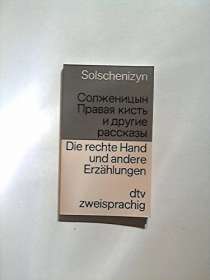 Solschenizyn
Солженицын
Правая кисть
и другие
рассказы
Die rechte Hand
und andere
Erzählungen
dtv
zweisprachig